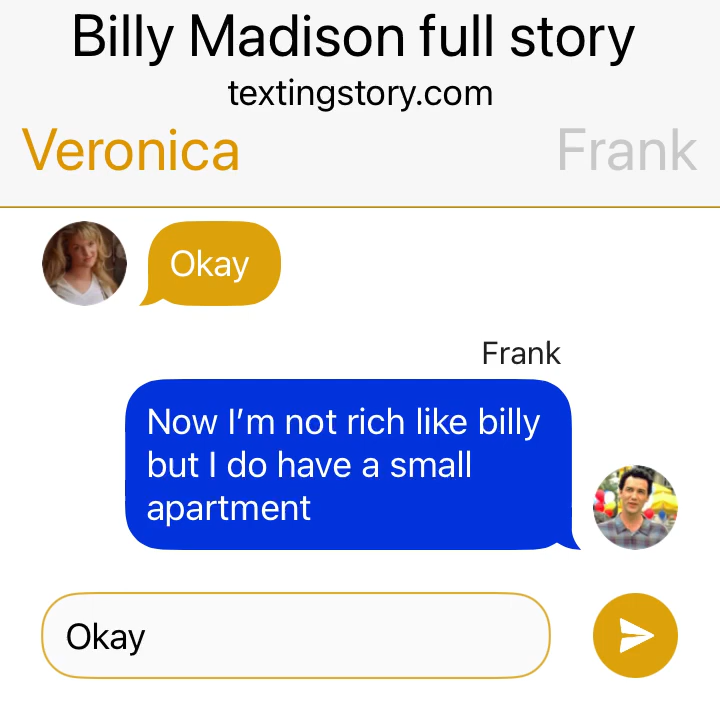 Billy Madison full story
textingstory.com
Veronica
Frank
Okay
Frank
Now I’m not rich like billy
but I do have a small
apartment
Okay